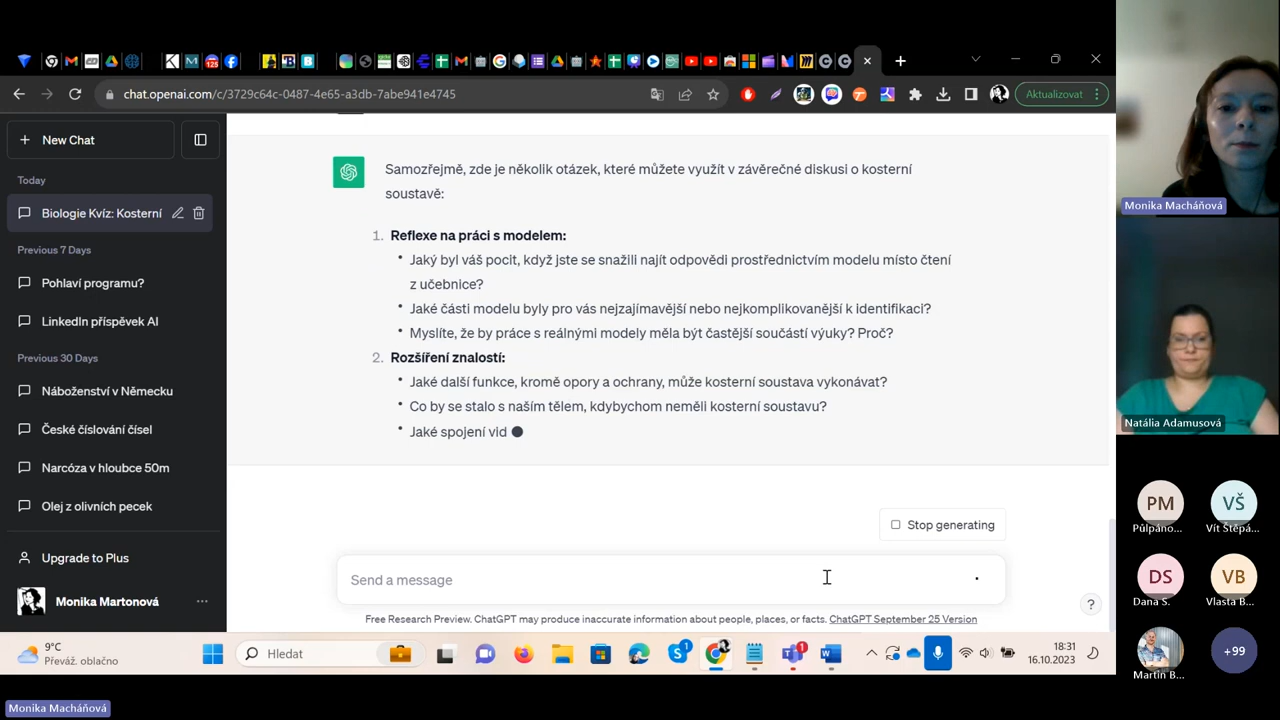 chat.openai.com/c/3729c64c-0487-4e65-a3db-7abe941e4745
Aktualizovat
New Chat
Today
Biologie Kvíz: Kosterní
Previous 7 Days
Pohlaví programu?
LinkedIn příspěvek AI
Previous 30 Days
Náboženství v Německu
České číslování čísel
Narcóza v hloubce 50m
Olej z olivních pecek
Upgrade to Plus
Monika Martonová
Samozřejmě, zde je několik otázek, které můžete využít v závěrečné diskusi o kosterní
soustavě:
1. Reflexe na práci s modelem:
• Jaký byl váš pocit, když jste se snažili najít odpovědi prostřednictvím modelu místo čtení
z učebnice?
• Jaké části modelu byly pro vás nejzajímavější nebo nejkomplikovanější k identifikaci?
• Myslíte, že by práce s reálnými modely měla být častější součástí výuky? Proč?
2. Rozšíření znalostí:
• Jaké další funkce, kromě opory a ochrany, může kosterní soustava vykonávat?
• Co by se stalo s naším tělem, kdybychom neměli kosterní soustavu?
• Jaké spojení vid
Stop generating
Send a message
Free Research Preview. ChatGPT may produce inaccurate information about people, places, or facts. ChatGPT September 25 Version
?
9°C
Převáž. oblačno
Hledat
18:31
16.10.2023
Monika Macháňová
Natália Adamusová
PM
Půlpáno...
VŠ
Vít Štěpá...
DS
Dana S.
VB
Vlasta B...
Martin B...
+99
Monika Macháňová